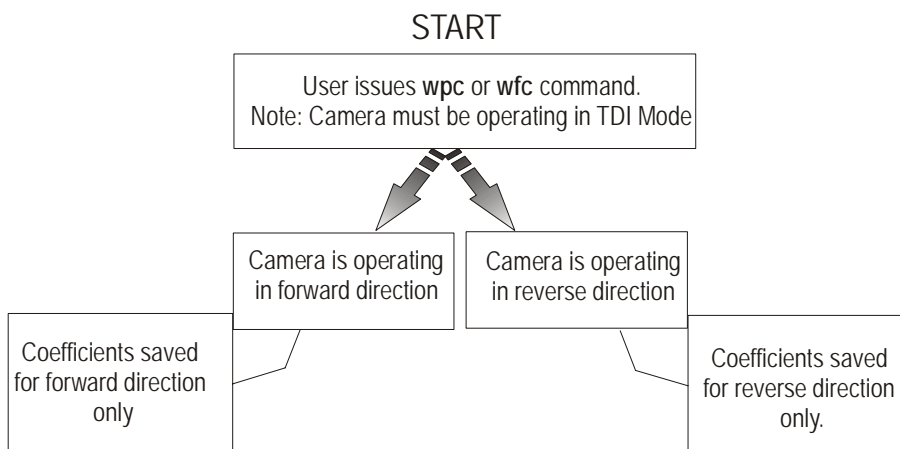 START
User issues wpc or wfc command.
Note: Camera must be operating in TDI Mode
Camera is operating
in forward direction
Camera is operating
in reverse direction
Coefficients saved
for forward direction
only
Coefficients saved
for reverse direction
only.